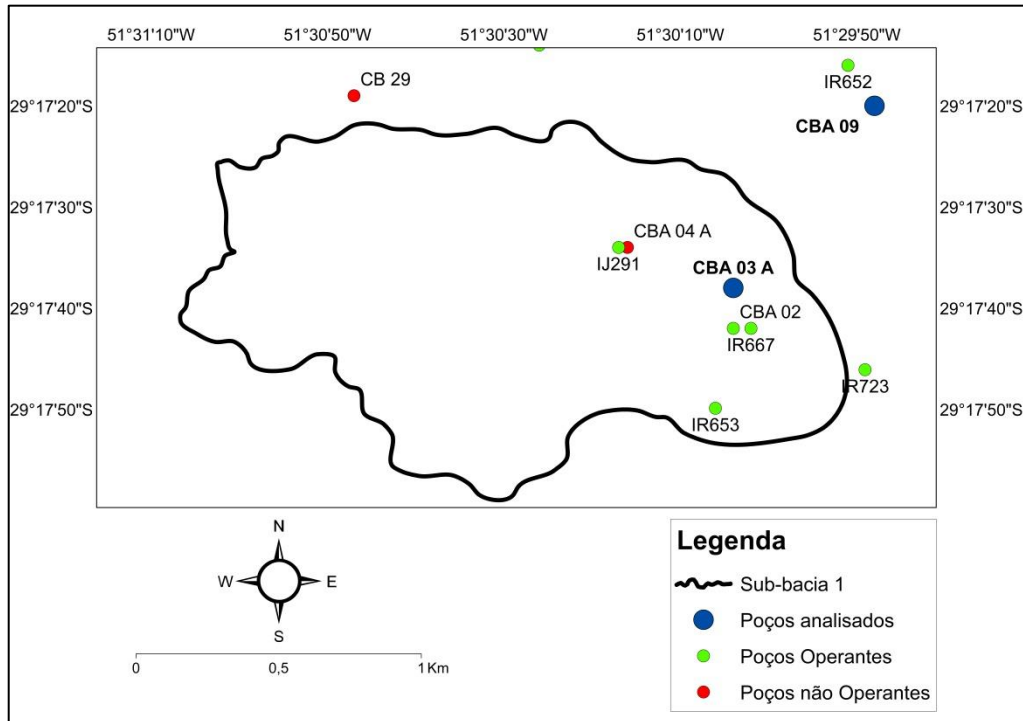 51°31'10"W 51°30'50"W 51°30'30"W 51°30'10"W 51°29'50"W
CB 29
IR652
29°17'20"S 29°17'20"S
CBA 09
29°17'30"S 29°17'30"S
CBA 04 A
IJ291
CBA 03 A
29°17'40"S 29°17'40"S
CBA 02
IR667
IR723
29°17'50"S 29°17'50"S
IR653
N
W E
S
0 0,5 1 Km
Legenda
Sub-bacia 1
Poços analisados
Poços Operantes
Poços não Operantes